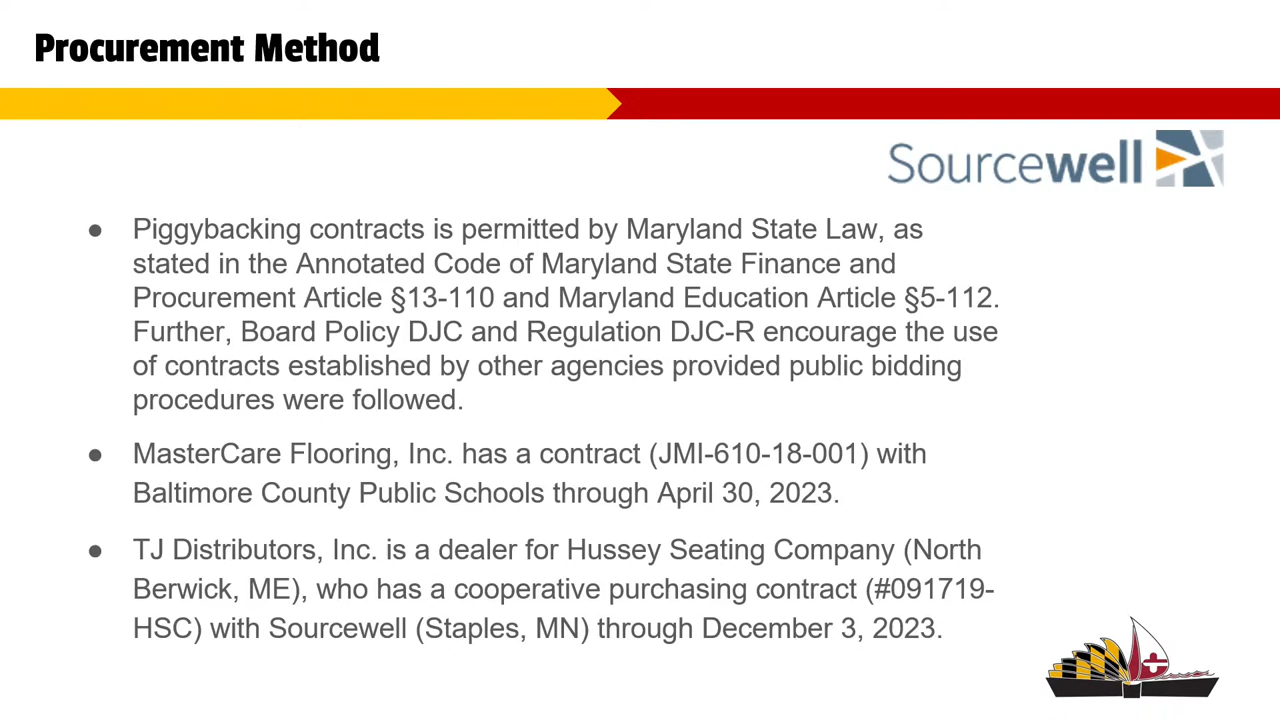 Procurement Method
Sourcewell
● Piggybacking contracts is permitted by Maryland State Law, as
stated in the Annotated Code of Maryland State Finance and
Procurement Article §13-110 and Maryland Education Article §5-112.
Further, Board Policy DJC and Regulation DJC-R encourage the use
of contracts established by other agencies provided public bidding
procedures were followed.
● MasterCare Flooring, Inc. has a contract (JMI-610-18-001) with
Baltimore County Public Schools through April 30, 2023.
● TJ Distributors, Inc. is a dealer for Hussey Seating Company (North
Berwick, ME), who has a cooperative purchasing contract (#091719-
HSC) with Sourcewell (Staples, MN) through December 3, 2023.